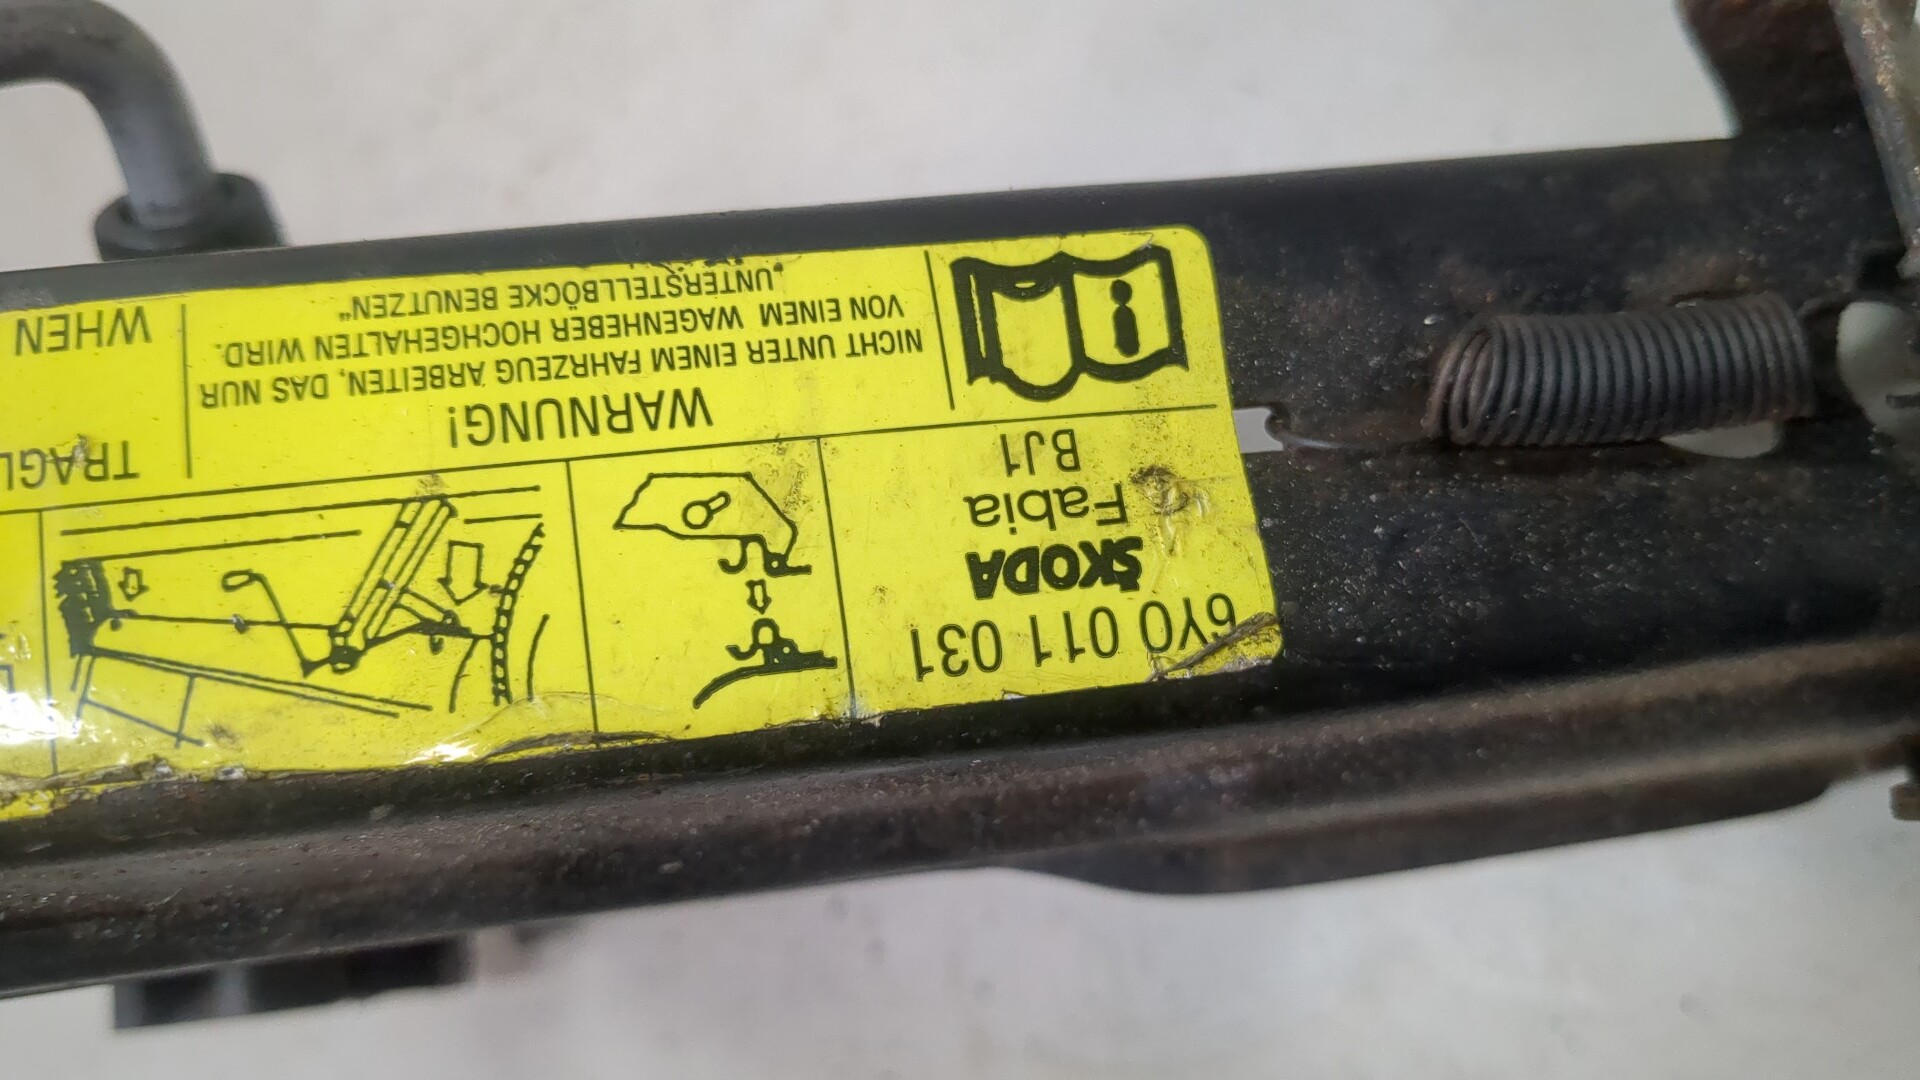 6Y0 011 031
ŠKODA
Fabia
BJ1
WARNUNG!
NICHT UNTER EINEM FAHRZEUG ARBEITEN, DAS NUR
VON EINEM WAGENHEBER HOCHGEHALTEN WIRD.
"UNTERSTELLBÖCKE BENUTZEN"
WHEN